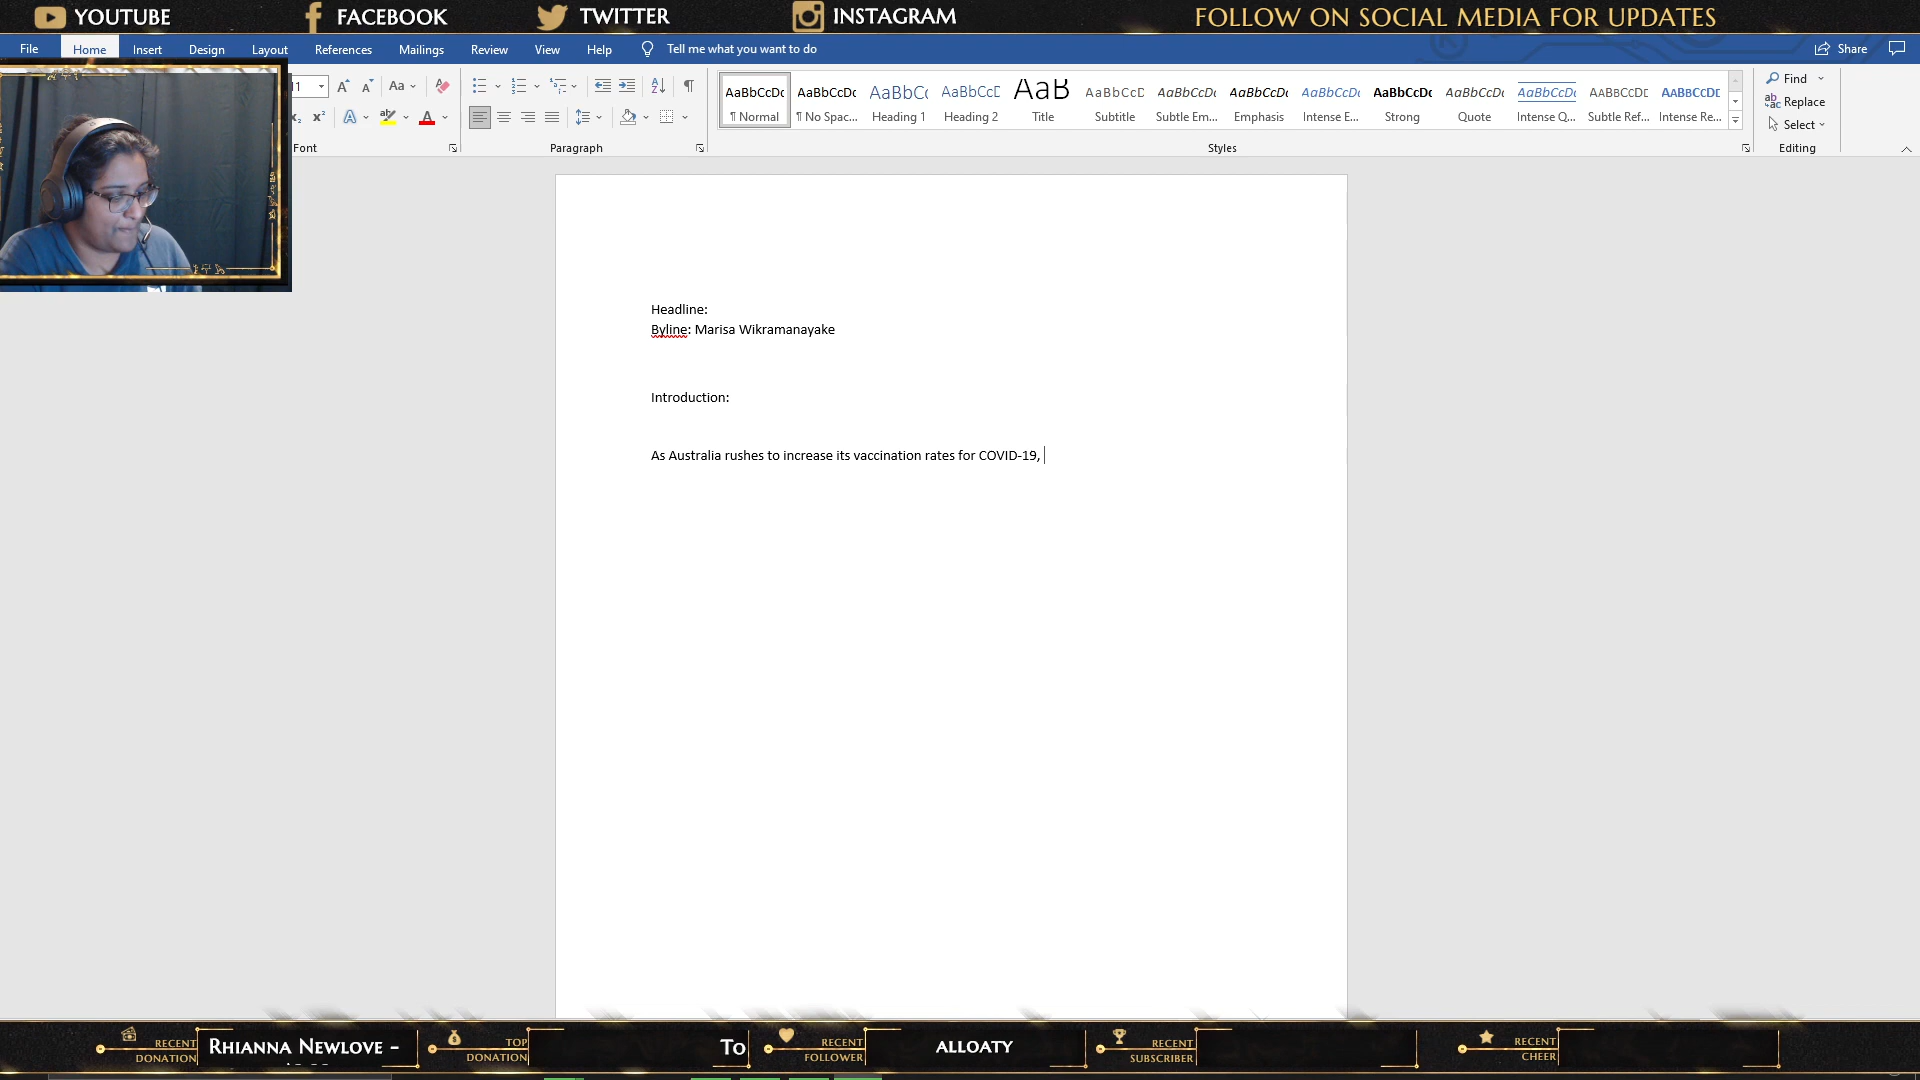 YOUTUBE FACEBOOK TWITTER INSTAGRAM FOLLOW ON SOCIAL MEDIA FOR UPDATES
File Home Insert Design Layout References Mailings Review View Help Tell me what you want to do Share
Aa
AaBbCcDc AaBbCcDc AaBbC AaBbCcE AaB AaBbCcD AaBbCcDc AaBbCcDc AaBbCcDc AaBbCcDc AaBbCcDc AaBbCcDc AABBCCDE AABBCCDE
¶ Normal ¶ No Spac... Heading 1 Heading 2 Title Subtitle Subtle Em... Emphasis Intense E... Strong Quote Intense Q... Subtle Ref... Intense Re...
Find
Replace
Select
Font Paragraph Styles Editing
Headline:
Byline: Marisa Wikramanayake
Introduction:
As Australia rushes to increase its vaccination rates for COVID-19,
RECENT DONATION RHIANNA NEWLOVE -
TOP DONATION TO
RECENT FOLLOWER ALLOATY
RECENT SUBSCRIBER
RECENT CHEER